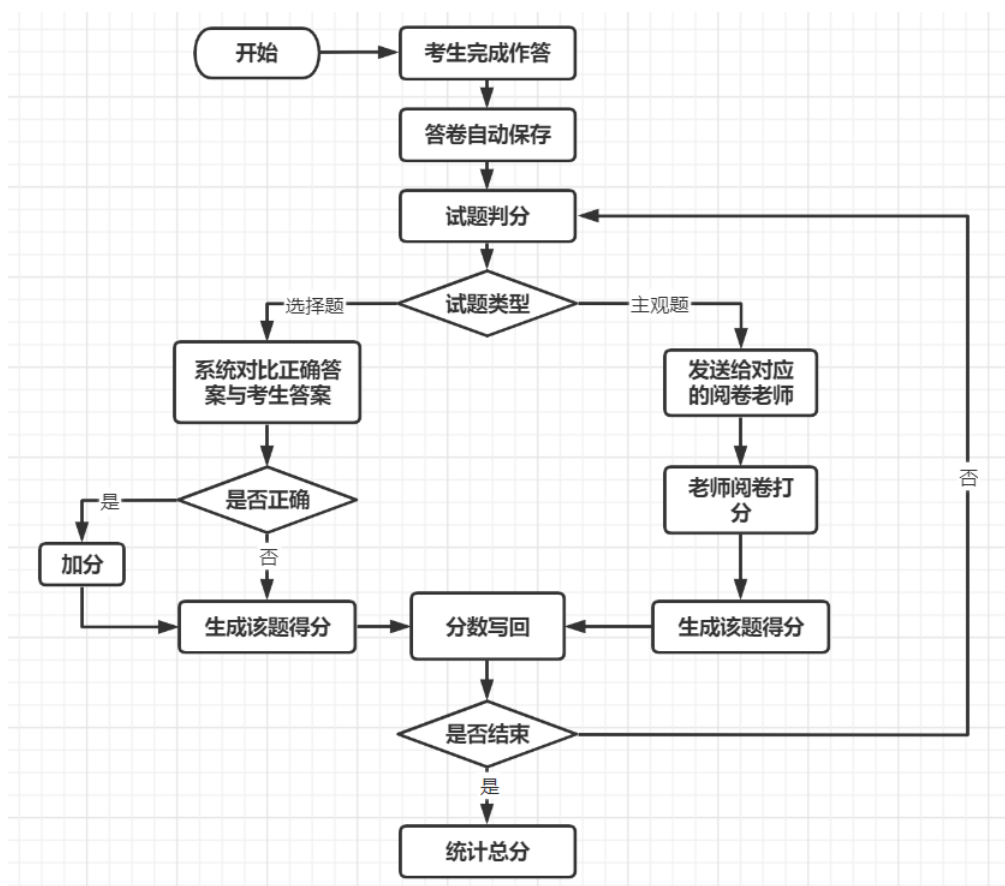 开始
考生完成作答
答卷自动保存
试题判分
试题类型
选择题
主观题
系统对比正确答
案与考生答案
发送给对应
的阅卷老师
是否正确
是
否
加分
老师阅卷打
分
否
生成该题得分
分数写回
生成该题得分
是否结束
是
统计总分